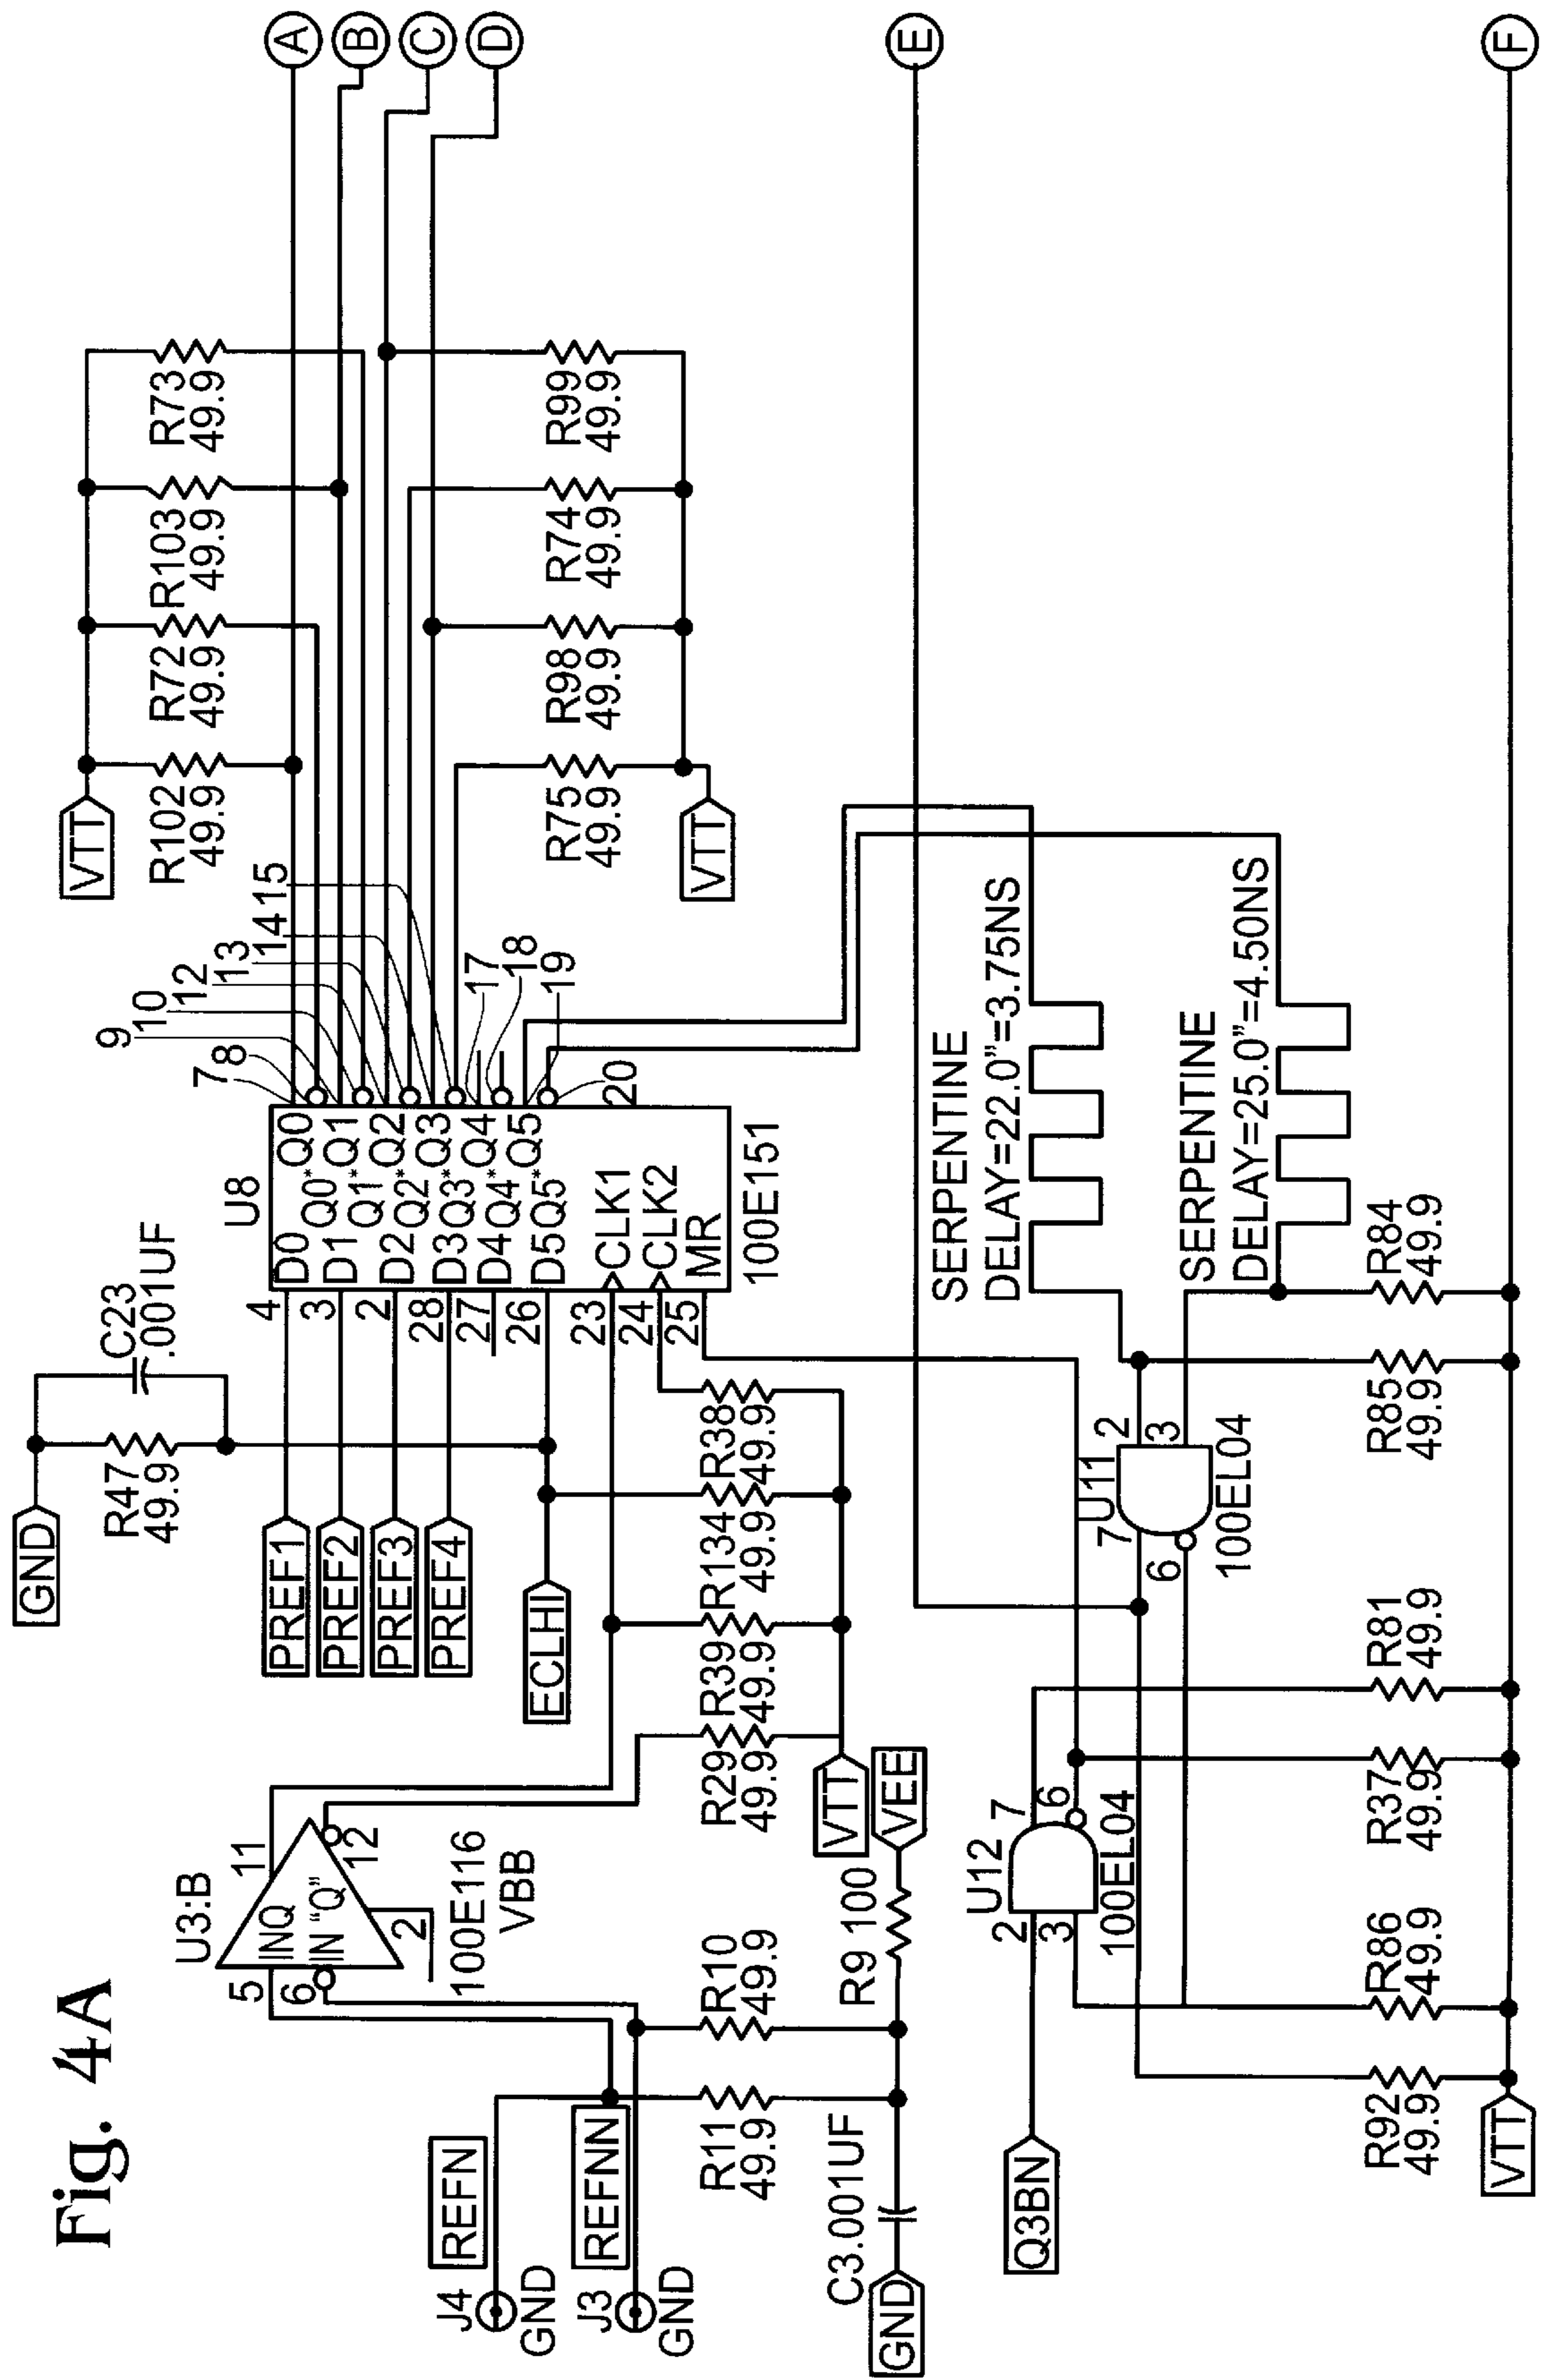 Fig. 4A
GND
R47
49.9
C23
.001UF
VTT
R102
49.9
R72
49.9
R103
49.9
R73
49.9
A
B
C
D
E
F
PREF1
PREF2
PREF3
PREF4
ECLHI
U8
4
3
2
28
27
26
23
24
25
D0 Q0
Q0*
D1 Q1
Q1*
D2 Q2
Q2*
D3 Q3
Q3*
D4 Q4
Q4*
D5 Q5
Q5*
CLK1
CLK2
MR
100E151
7
8
9
10
12
13
14
15
17
18
19
20
R75
49.9
R98
49.9
R74
49.9
R99
49.9
VTT
U3:B
5
6
INQ
IN "Q"
2
11
12
100E116
VBB
REFN
J4
GND
REFNN
J3
GND
R11
49.9
R10
49.9
C3
.001UF
GND
R9 100
VEE
VTT
R29
49.9
R39
49.9
R134
49.9
R38
49.9
SERPENTINE
DELAY=22.0"=3.75NS
SERPENTINE
DELAY=25.0"=4.50NS
Q3BN
U12
2
3
7
6
100EL04
U11
7
6
2
3
100EL04
R92
49.9
R86
49.9
R37
49.9
R81
49.9
R85
49.9
R84
49.9
VTT